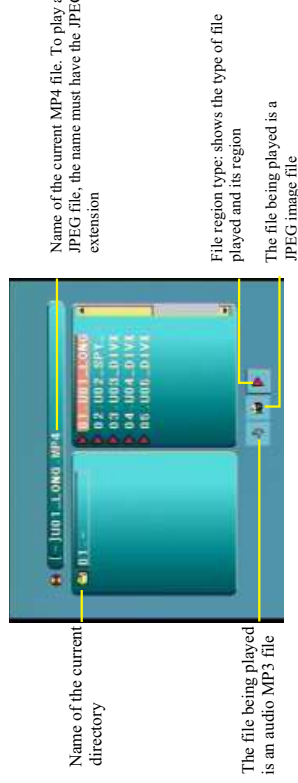 Name of the current MP4 file. To play a
JPEG file, the name must have the JPEG
extension
[-]U01_LONG MP4
Name of the current
directory
01.-
01.U01_LONG
02.U02_SPY_
03.U03_DIVX
04.U04_DIVX
05.U05_DIVX
File region type: shows the type of file
played and its region
The file being played is a
JPEG image file
The file being played
is an audio MP3 file